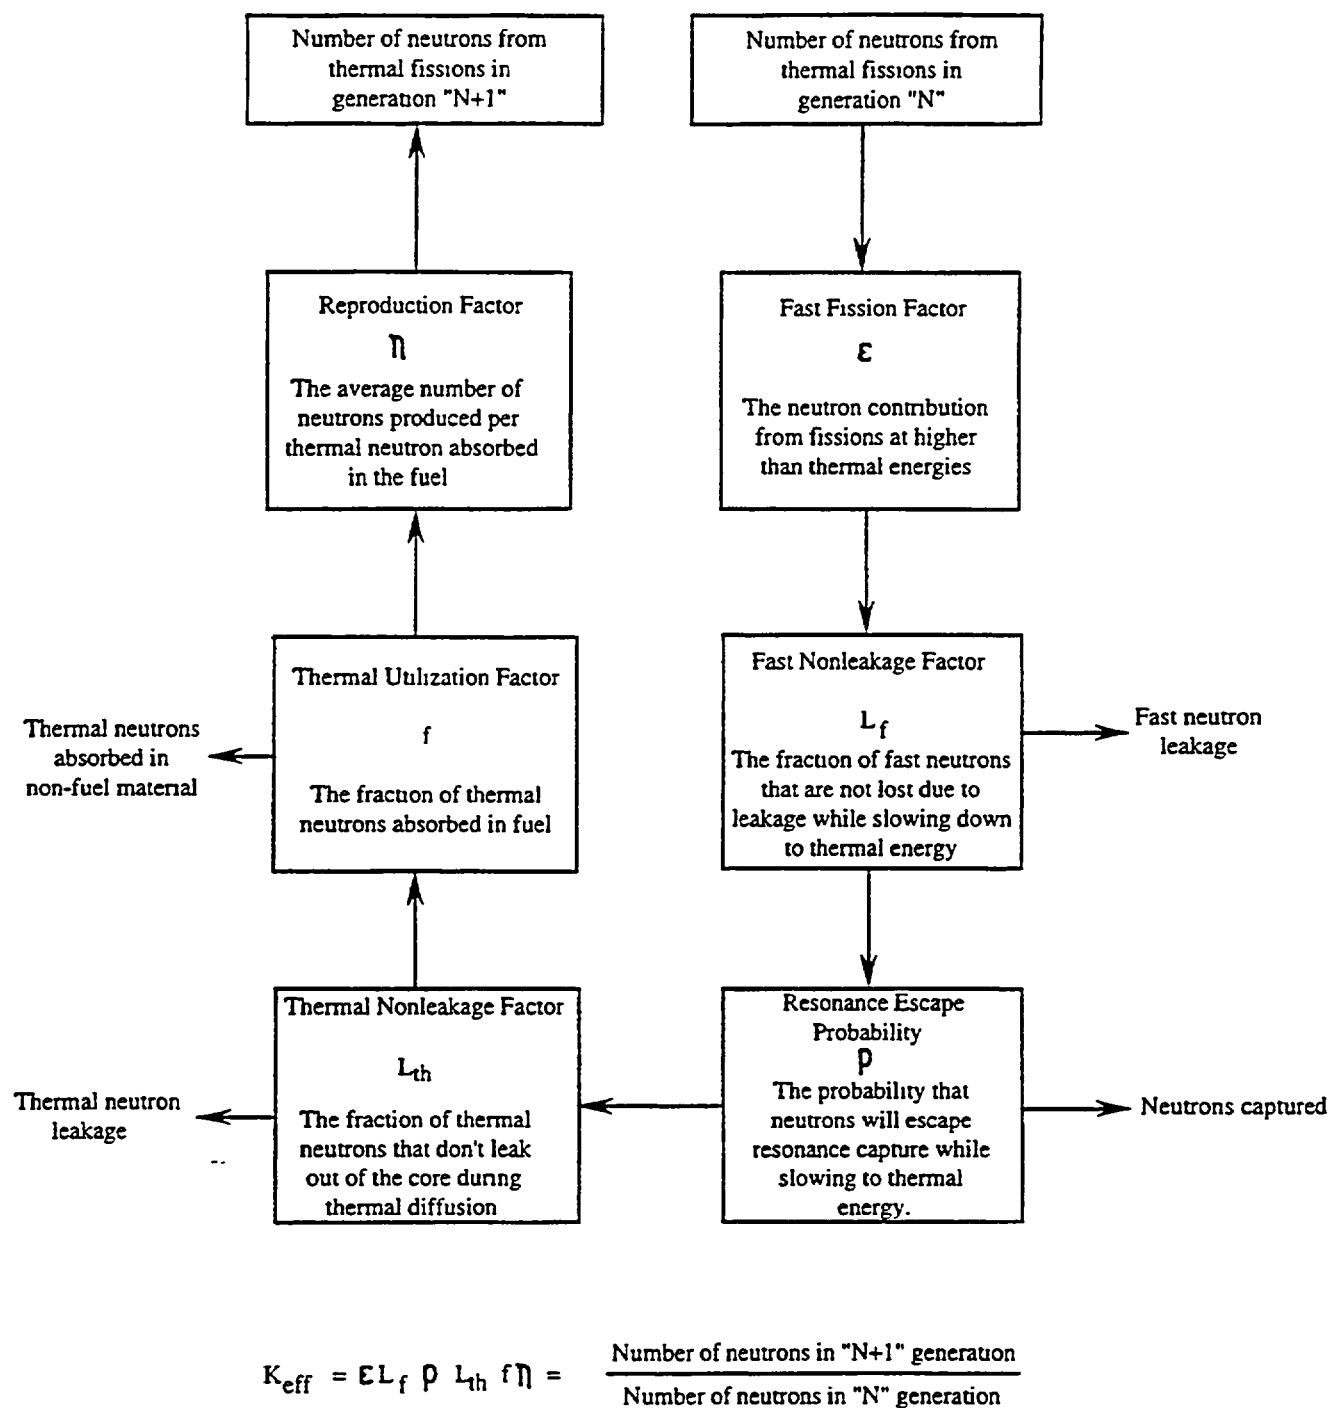 Number of neutrons from
thermal fissions in
generation "N+1"
Number of neutrons from
thermal fissions in
generation "N"
Reproduction Factor
η
The average number of
neutrons produced per
thermal neutron absorbed
in the fuel
Fast Fission Factor
ε
The neutron contribution
from fissions at higher
than thermal energies
Thermal Utilization Factor
f
The fraction of thermal
neutrons absorbed in fuel
Thermal neutrons
absorbed in
non-fuel material
Fast Nonleakage Factor
L_f
The fraction of fast neutrons
that are not lost due to
leakage while slowing down
to thermal energy
Fast neutron
leakage
Thermal Nonleakage Factor
L_th
The fraction of thermal
neutrons that don't leak
out of the core during
thermal diffusion
Thermal neutron
leakage
Resonance Escape
Probability
p
The probability that
neutrons will escape
resonance capture while
slowing to thermal
energy.
Neutrons captured
K_eff = ε L_f p L_th f η =
Number of neutrons in "N+1" generation
Number of neutrons in "N" generation